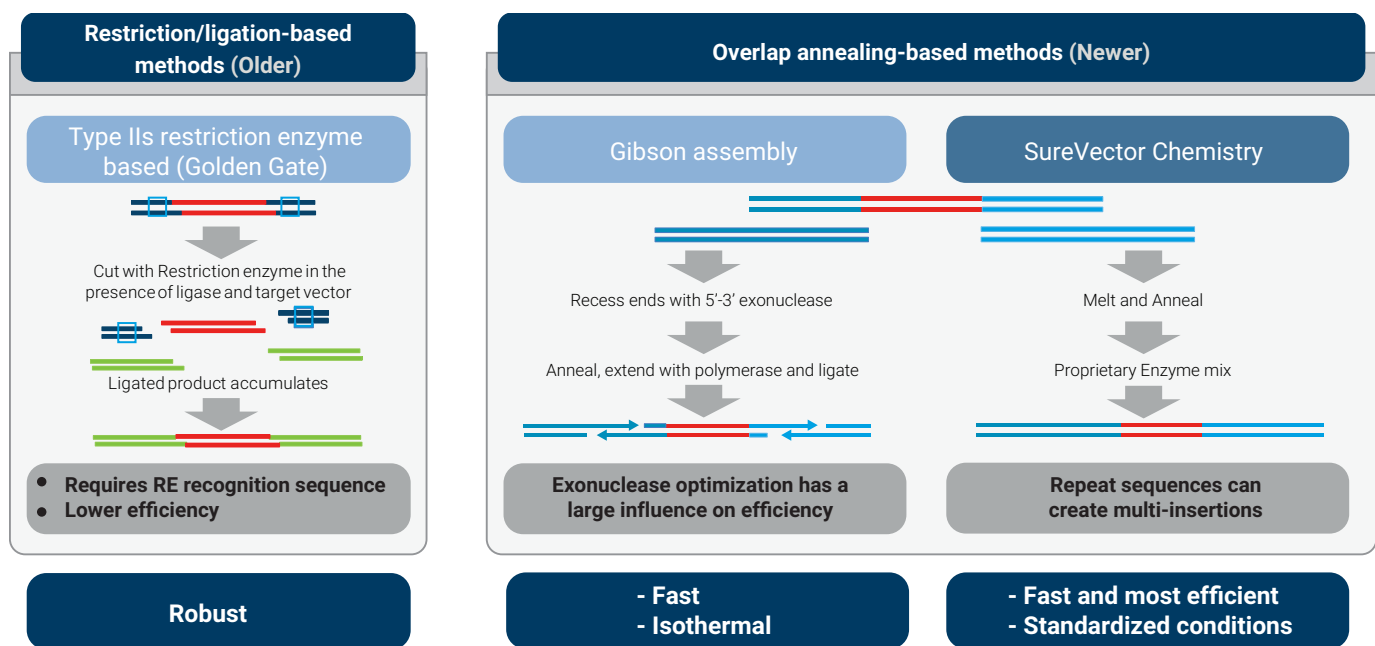 Restriction/ligation-based
methods (Older)
Type IIs restriction enzyme
based (Golden Gate)
Cut with Restriction enzyme in the
presence of ligase and target vector
Ligated product accumulates
• Requires RE recognition sequence
• Lower efficiency
Robust
Overlap annealing-based methods (Newer)
Gibson assembly
Recess ends with 5’-3’ exonuclease
Anneal, extend with polymerase and ligate
Exonuclease optimization has a
large influence on efficiency
- Fast
- Isothermal
SureVector Chemistry
Melt and Anneal
Proprietary Enzyme mix
Repeat sequences can
create multi-insertions
- Fast and most efficient
- Standardized conditions